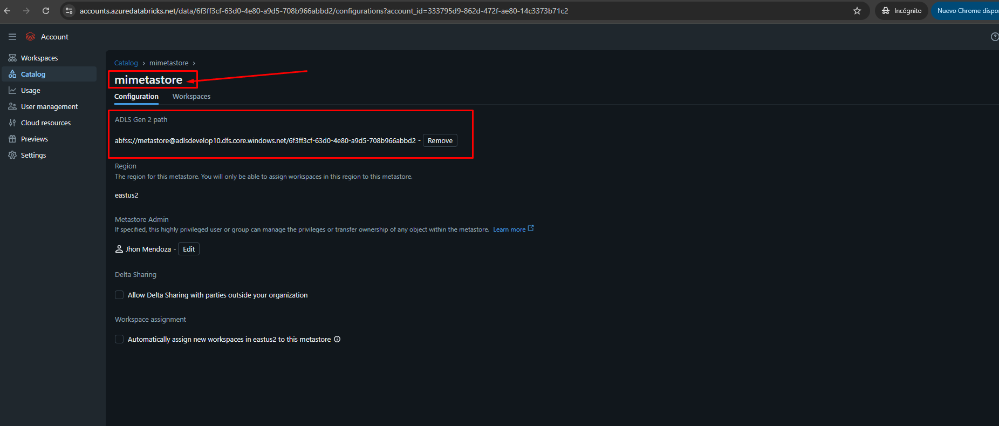 accounts.azuredatabricks.net/data/6f3ff3cf-63d0-4e80-a9d5-708b966abbd2/configurations?account_id=333795d9-862d-472f-ae80-14c3373b71c2
Incógnito
Nuevo Chrome dispo
Account
Workspaces
Catalog
Usage
User management
Cloud resources
Previews
Settings
Catalog › mimetastore ›
mimetastore
Configuration Workspaces
ADLS Gen 2 path
abfss://metastore@adlsdevelop10.dfs.core.windows.net/6f3ff3cf-63d0-4e80-a9d5-708b966abbd2 - Remove
Region
The region for this metastore. You will only be able to assign workspaces in this region to this metastore.
eastus2
Metastore Admin
If specified, this highly privileged user or group can manage the privileges or transfer ownership of any object within the metastore. Learn more
Jhon Mendoza - Edit
Delta Sharing
Allow Delta Sharing with parties outside your organization
Workspace assignment
Automatically assign new workspaces in eastus2 to this metastore